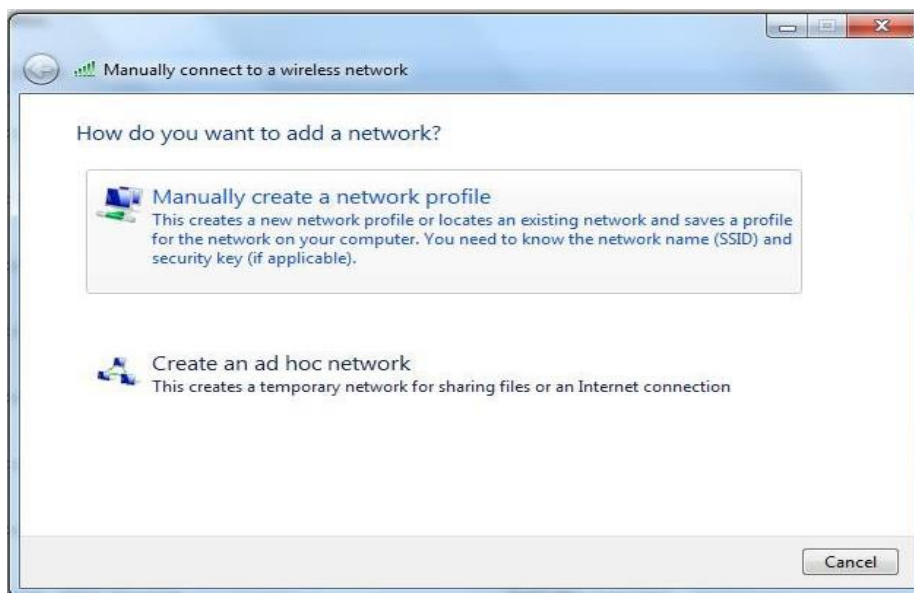 Manually connect to a wireless network
How do you want to add a network?
Manually create a network profile
This creates a new network profile or locates an existing network and saves a profile
for the network on your computer. You need to know the network name (SSID) and
security key (if applicable).
Create an ad hoc network
This creates a temporary network for sharing files or an Internet connection
Cancel